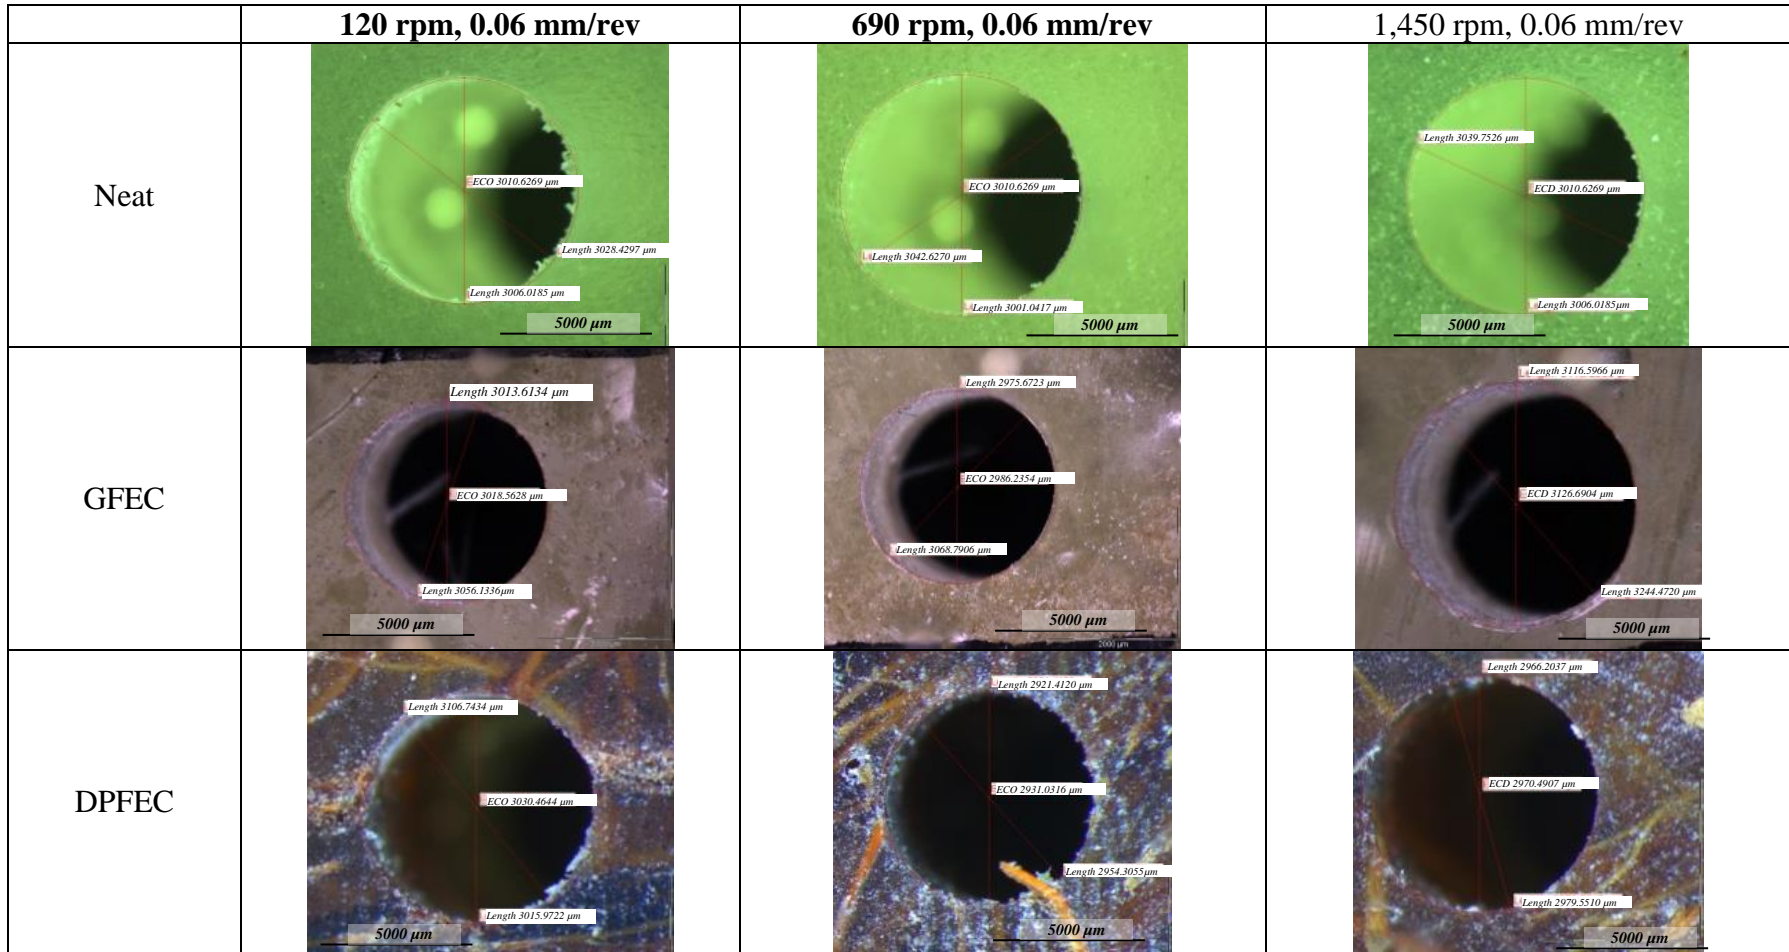 120 rpm, 0.06 mm/rev
690 rpm, 0.06 mm/rev
1,450 rpm, 0.06 mm/rev
Neat
ECO 3010.6269 µm
Length 3028.4297 µm
Length 3006.0185 µm
5000 µm
ECO 3010.6269 µm
Length 3042.6270 µm
Length 3001.0417 µm
5000 µm
Length 3039.7526 µm
ECD 3010.6269 µm
Length 3006.0185µm
5000 µm
GFEC
Length 3013.6134 µm
ECO 3018.5628 µm
Length 3056.1336µm
5000 µm
Length 2975.6723 µm
ECO 2986.2354 µm
Length 3068.7906 µm
5000 µm
2000 µm
Length 3116.5966 µm
ECD 3126.6904 µm
Length 3244.4720 µm
5000 µm
DPFEC
Length 3106.7434 µm
ECO 3030.4644 µm
Length 3015.9722 µm
5000 µm
Length 2921.4120 µm
ECO 2931.0316 µm
Length 2954.3055µm
5000 µm
Length 2966.2037 µm
ECD 2970.4907 µm
Length 2979.5510 µm
5000 µm